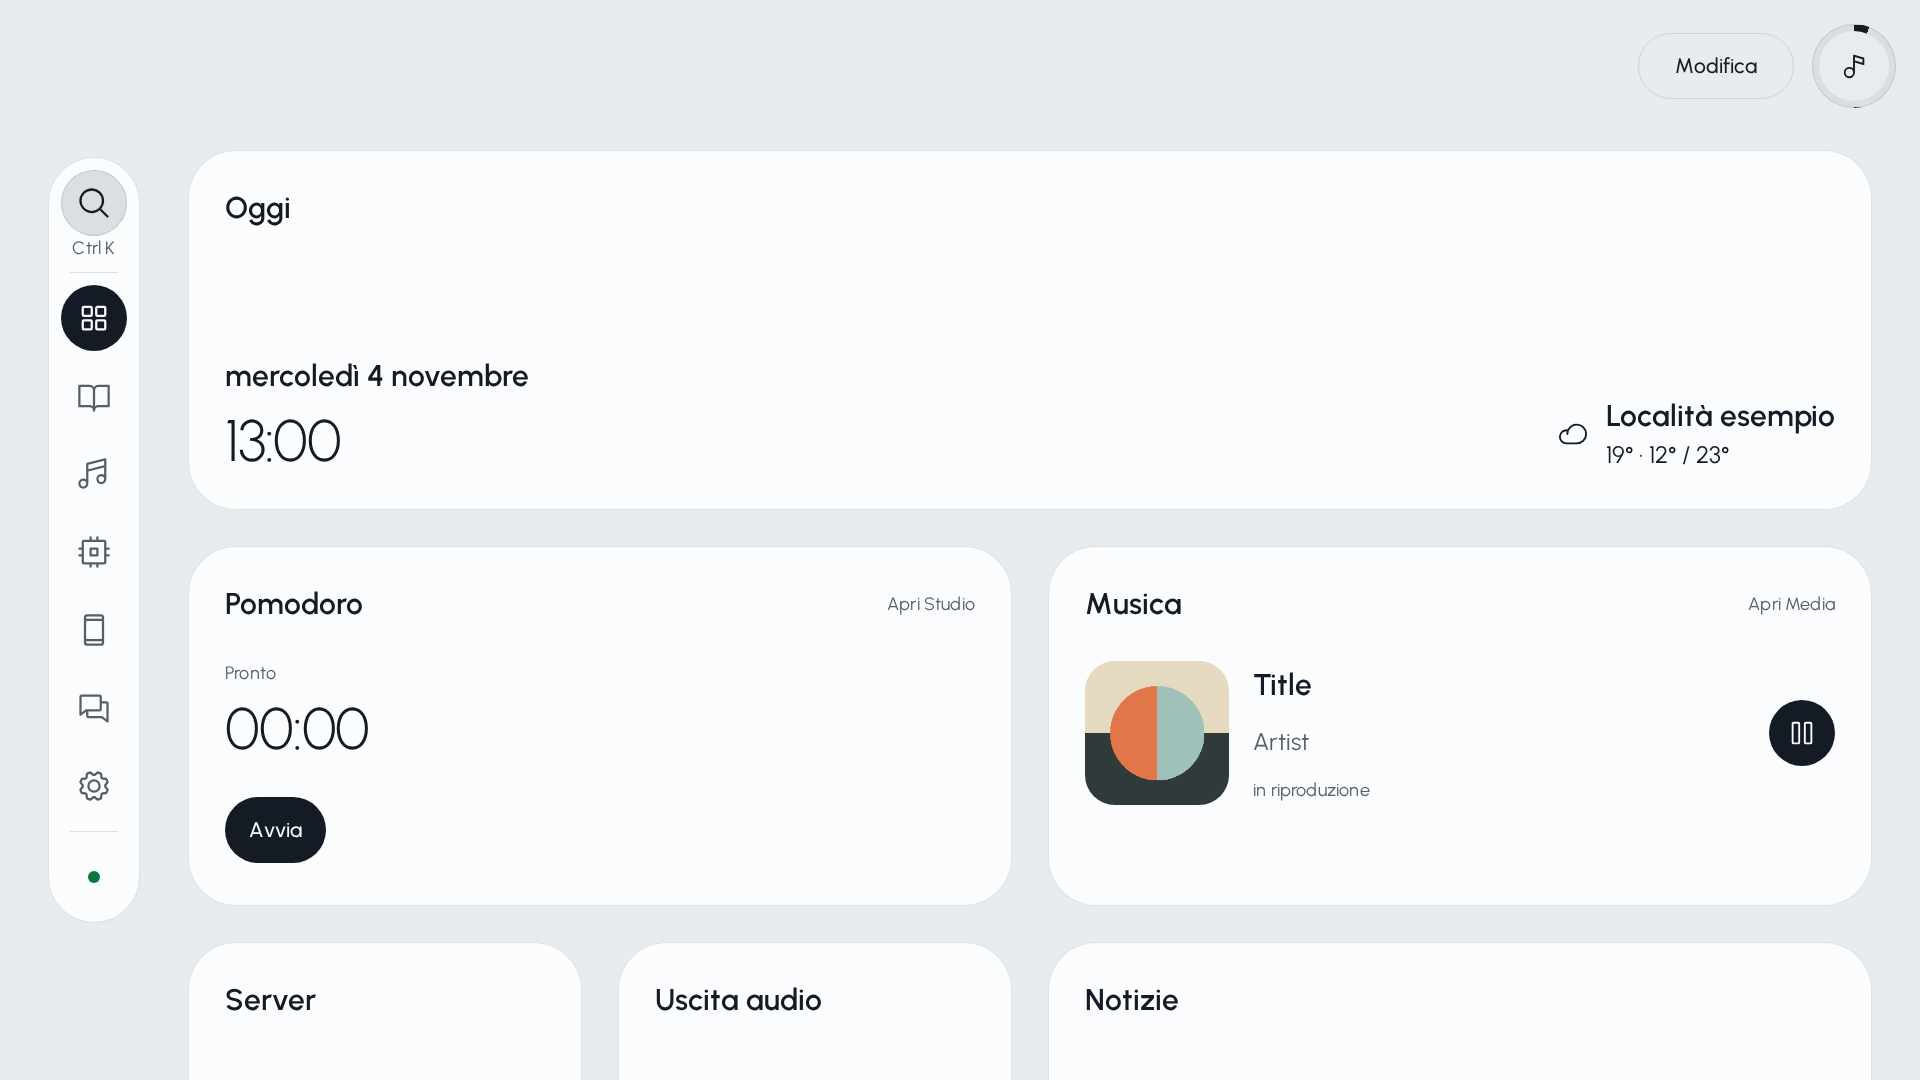 Modifica
Ctrl K
Oggi
mercoledì 4 novembre
13:00
Località esempio
19° · 12° / 23°
Pomodoro
Apri Studio
Pronto
00:00
Avvia
Musica
Apri Media
Title
Artist
in riproduzione
Server
Uscita audio
Notizie